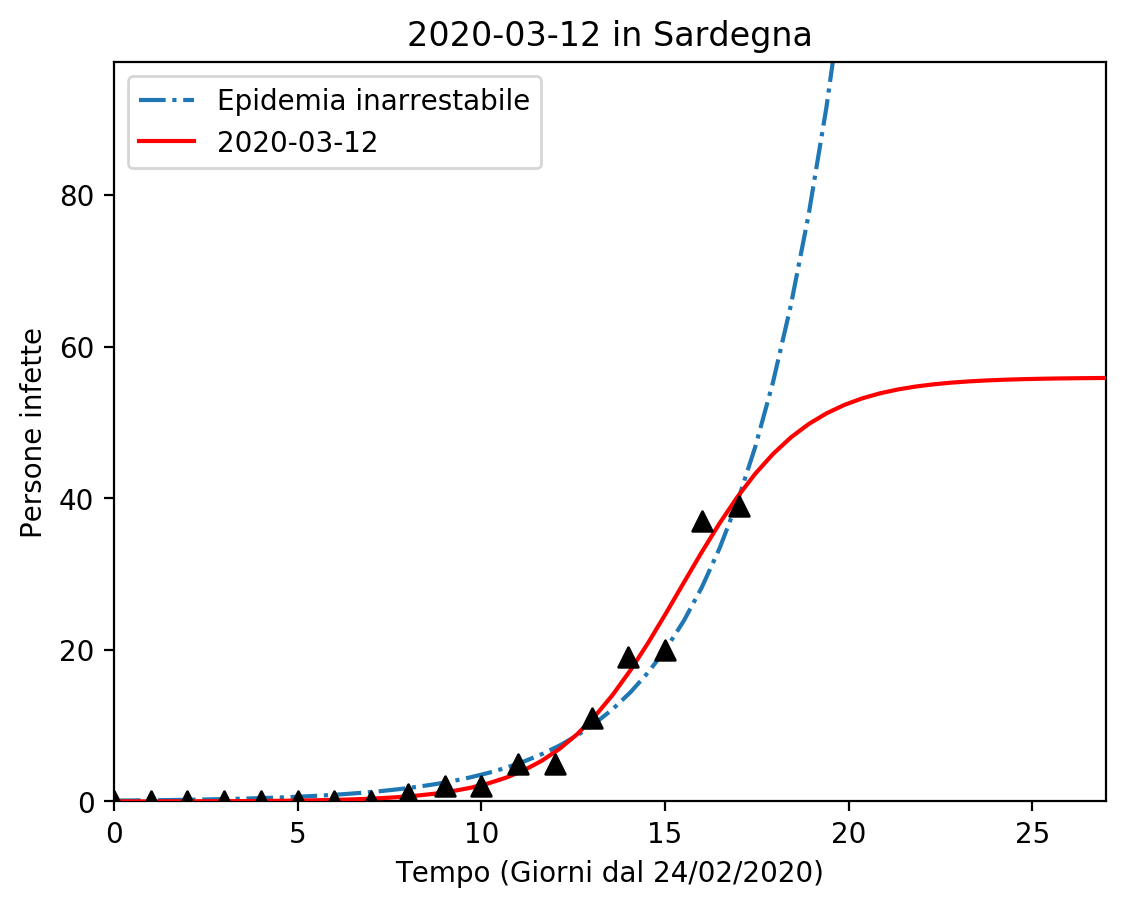 2020-03-12 in Sardegna
Epidemia inarrestabile
2020-03-12
Persone infette
80
60
40
20
0
0 5 10 15 20 25
Tempo (Giorni dal 24/02/2020)